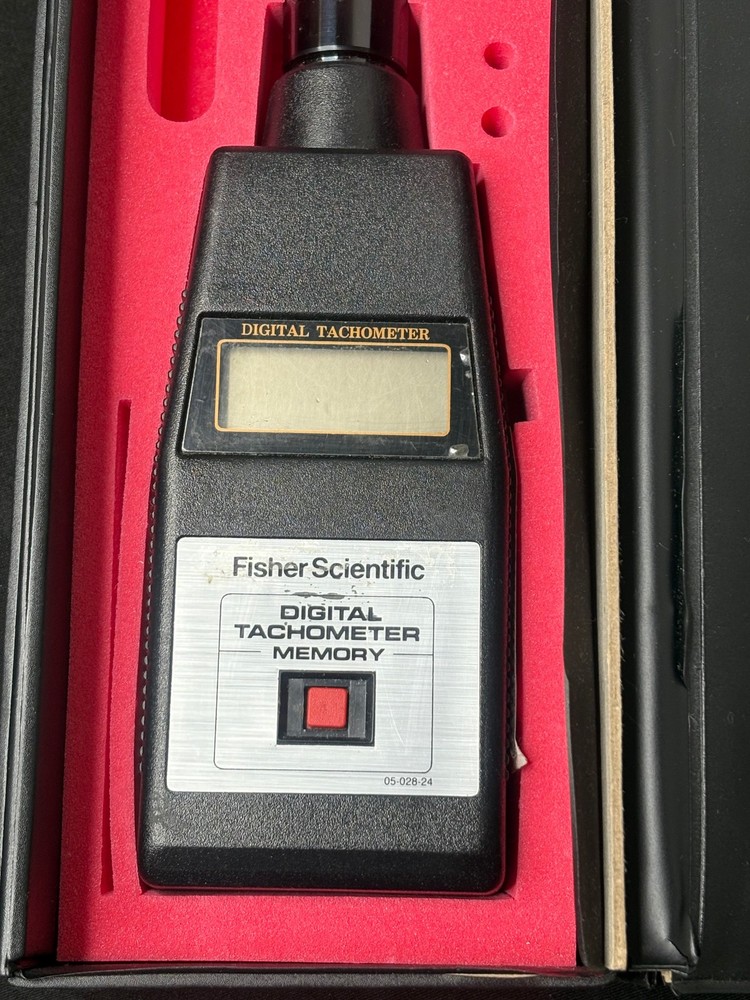 DIGITAL TACHOMETER
Fisher Scientific
DIGITAL
TACHOMETER
MEMORY
05-028-24